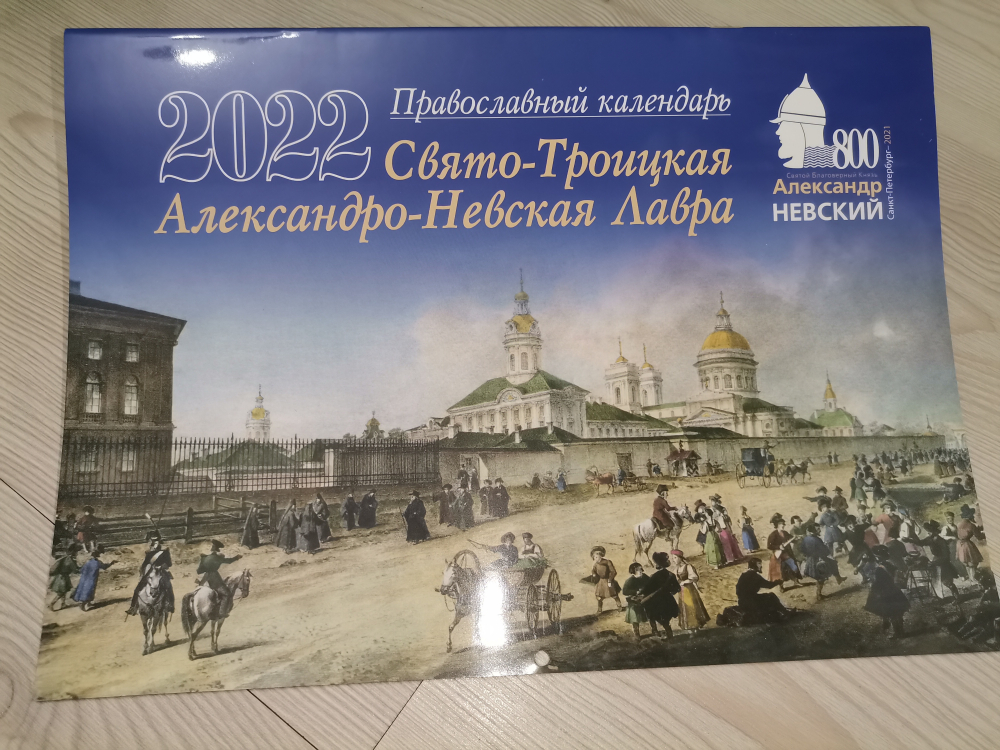 2022
Православный календарь
Свято-Троицкая
Александро-Невская Лавра
800
Святой Благоверный Князь
Александр
НЕВСКИЙ
Санкт-Петербург–2021